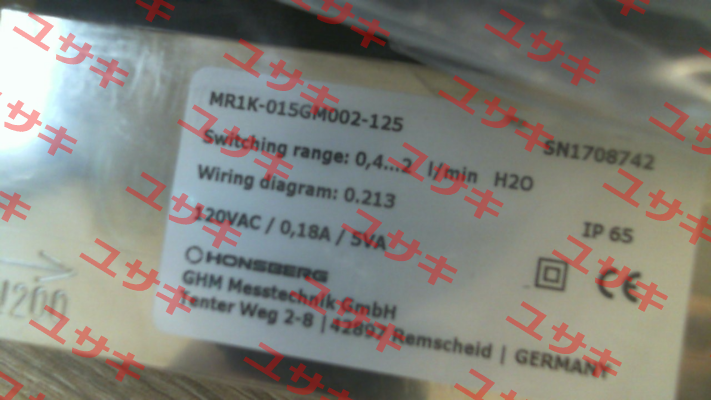 MR1K-015GM002-125
SN1708742
Switching range: 0,4...2 l/min H2O
Wiring diagram: 0.213
IP 65
120VAC / 0,18A / 5VA
HONSBERG
CE
GHM Messtechnik GmbH
Tenter Weg 2-8 | 42897 Remscheid | GERMANY
ユサキ